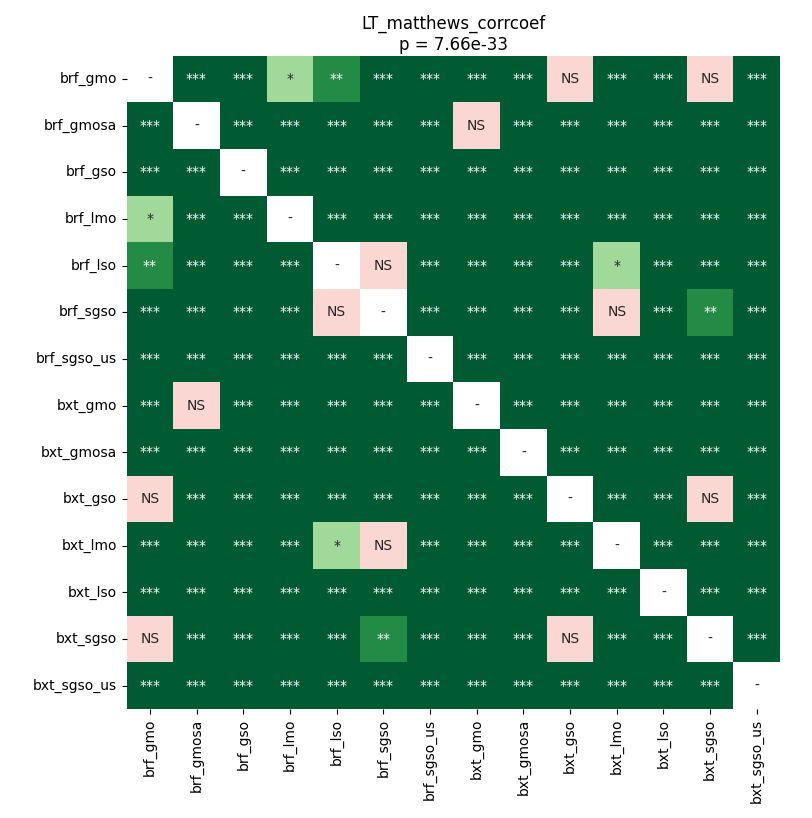 LT_matthews_corrcoef
p = 7.66e-33
brf_gmo - *** *** * ** *** *** *** *** NS *** *** NS ***
brf_gmosa *** - *** *** *** *** *** NS *** *** *** *** *** ***
brf_gso *** *** - *** *** *** *** *** *** *** *** *** *** ***
brf_lmo * *** *** - *** *** *** *** *** *** *** *** *** ***
brf_lso ** *** *** *** - NS *** *** *** *** * *** *** ***
brf_sgso *** *** *** *** NS - *** *** *** *** NS *** ** ***
brf_sgso_us *** *** *** *** *** *** - *** *** *** *** *** *** ***
bxt_gmo *** NS *** *** *** *** *** - *** *** *** *** *** ***
bxt_gmosa *** *** *** *** *** *** *** *** - *** *** *** *** ***
bxt_gso NS *** *** *** *** *** *** *** *** - *** *** NS ***
bxt_lmo *** *** *** *** * NS *** *** *** *** - *** *** ***
bxt_lso *** *** *** *** *** *** *** *** *** *** *** - *** ***
bxt_sgso NS *** *** *** *** ** *** *** *** NS *** *** - ***
bxt_sgso_us *** *** *** *** *** *** *** *** *** *** *** *** *** -
brf_gmo brf_gmosa brf_gso brf_lmo brf_lso brf_sgso brf_sgso_us bxt_gmo bxt_gmosa bxt_gso bxt_lmo bxt_lso bxt_sgso bxt_sgso_us